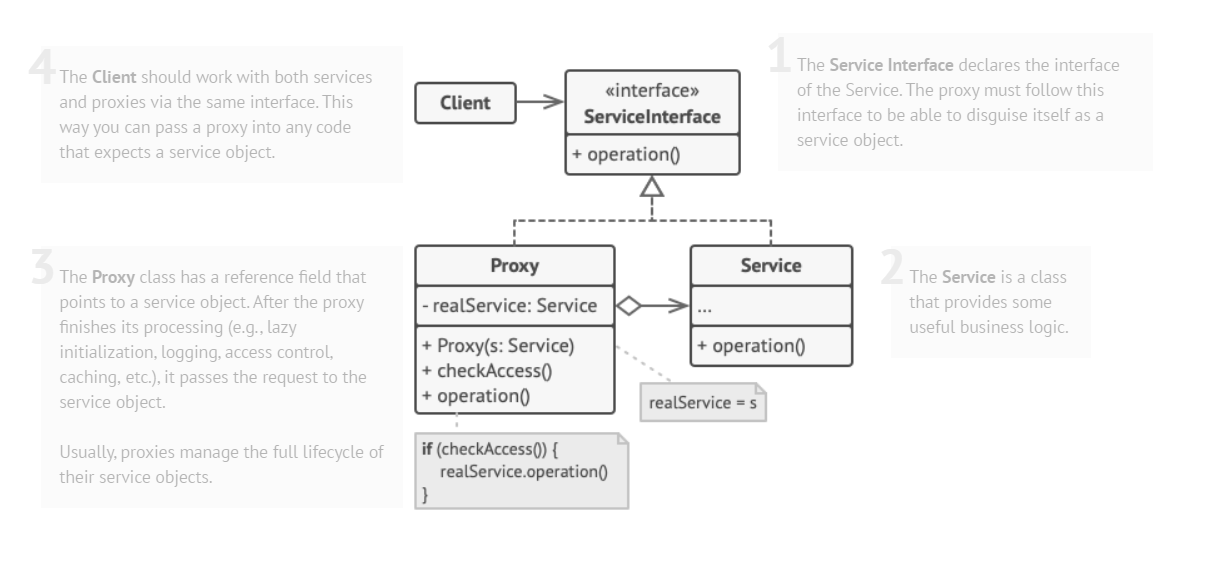 4
The Client should work with both services
and proxies via the same interface. This
way you can pass a proxy into any code
that expects a service object.
Client
«interface»
ServiceInterface
+ operation()
1
The Service Interface declares the interface
of the Service. The proxy must follow this
interface to be able to disguise itself as a
service object.
3
The Proxy class has a reference field that
points to a service object. After the proxy
finishes its processing (e.g., lazy
initialization, logging, access control,
caching, etc.), it passes the request to the
service object.
Usually, proxies manage the full lifecycle of
their service objects.
Proxy
- realService: Service
+ Proxy(s: Service)
+ checkAccess()
+ operation()
if (checkAccess()) {
realService.operation()
}
realService = s
Service
...
+ operation()
2
The Service is a class
that provides some
useful business logic.